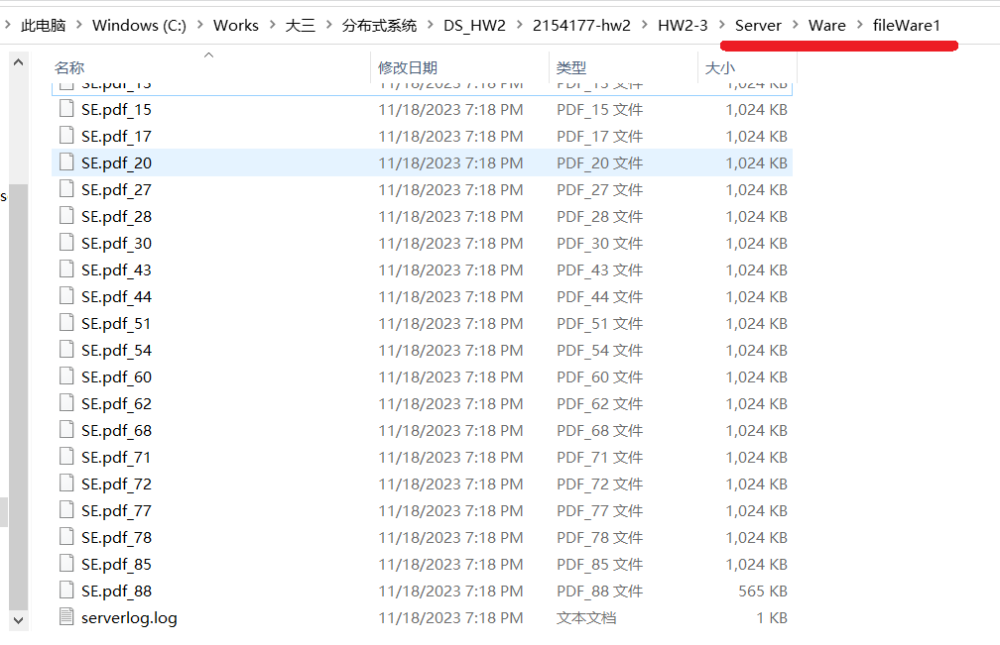 此电脑 > Windows (C:) > Works > 大三 > 分布式系统 > DS_HW2 > 2154177-hw2 > HW2-3 > Server > Ware > fileWare1
名称 修改日期 类型 大小
SE.pdf_13 11/18/2023 7:18 PM PDF_13 文件 1,024 KB
SE.pdf_15 11/18/2023 7:18 PM PDF_15 文件 1,024 KB
SE.pdf_17 11/18/2023 7:18 PM PDF_17 文件 1,024 KB
SE.pdf_20 11/18/2023 7:18 PM PDF_20 文件 1,024 KB
s
SE.pdf_27 11/18/2023 7:18 PM PDF_27 文件 1,024 KB
SE.pdf_28 11/18/2023 7:18 PM PDF_28 文件 1,024 KB
SE.pdf_30 11/18/2023 7:18 PM PDF_30 文件 1,024 KB
SE.pdf_43 11/18/2023 7:18 PM PDF_43 文件 1,024 KB
SE.pdf_44 11/18/2023 7:18 PM PDF_44 文件 1,024 KB
SE.pdf_51 11/18/2023 7:18 PM PDF_51 文件 1,024 KB
SE.pdf_54 11/18/2023 7:18 PM PDF_54 文件 1,024 KB
SE.pdf_60 11/18/2023 7:18 PM PDF_60 文件 1,024 KB
SE.pdf_62 11/18/2023 7:18 PM PDF_62 文件 1,024 KB
SE.pdf_68 11/18/2023 7:18 PM PDF_68 文件 1,024 KB
SE.pdf_71 11/18/2023 7:18 PM PDF_71 文件 1,024 KB
SE.pdf_72 11/18/2023 7:18 PM PDF_72 文件 1,024 KB
SE.pdf_77 11/18/2023 7:18 PM PDF_77 文件 1,024 KB
SE.pdf_78 11/18/2023 7:18 PM PDF_78 文件 1,024 KB
SE.pdf_85 11/18/2023 7:18 PM PDF_85 文件 1,024 KB
SE.pdf_88 11/18/2023 7:18 PM PDF_88 文件 565 KB
serverlog.log 11/18/2023 7:18 PM 文本文档 1 KB